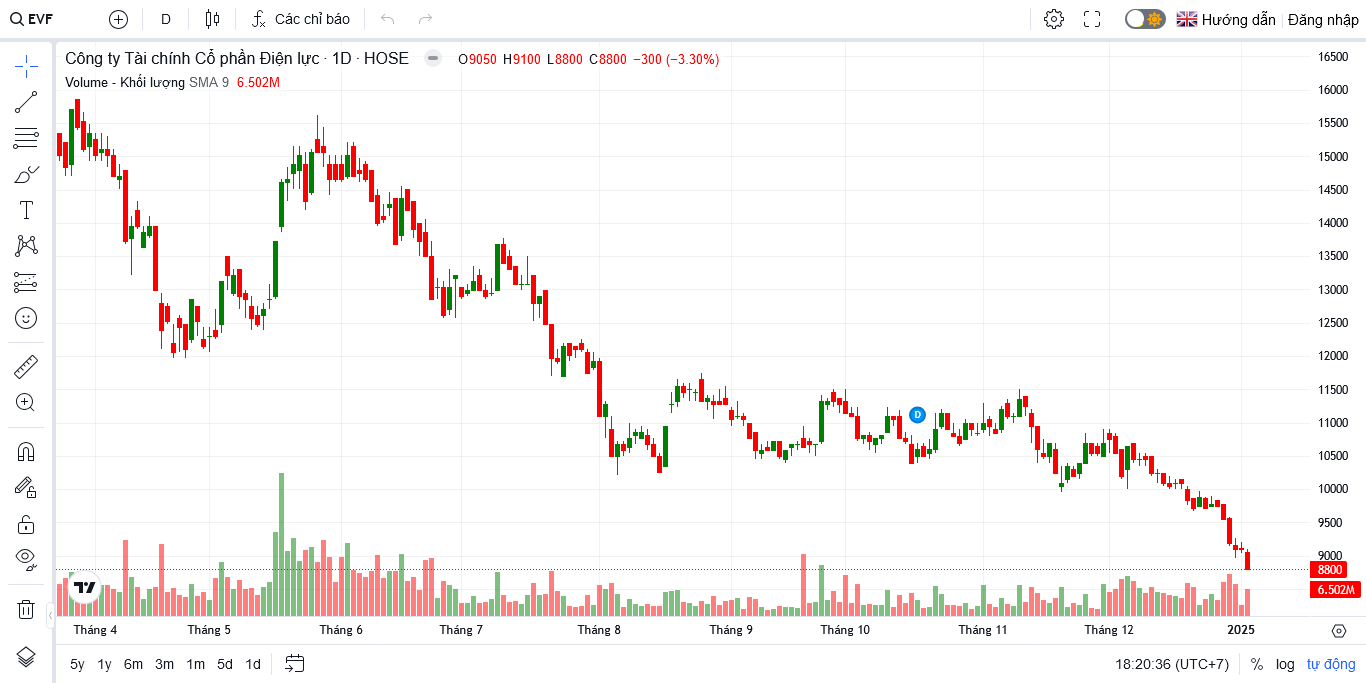 EVF D Các chỉ báo Hướng dẫn Đăng nhập
Công ty Tài chính Cổ phần Điện lực · 1D · HOSE O9050 H9100 L8800 C8800 −300 (−3.30%)
Volume - Khối lượng SMA 9 6.502M
16500
16000
15500
15000
14500
14000
13500
13000
12500
12000
11500
11000
10500
10000
9500
9000
8800
6.502M
D
Tháng 4 Tháng 5 Tháng 6 Tháng 7 Tháng 8 Tháng 9 Tháng 10 Tháng 11 Tháng 12 2025
5y 1y 6m 3m 1m 5d 1d 18:20:36 (UTC+7) % log tự động